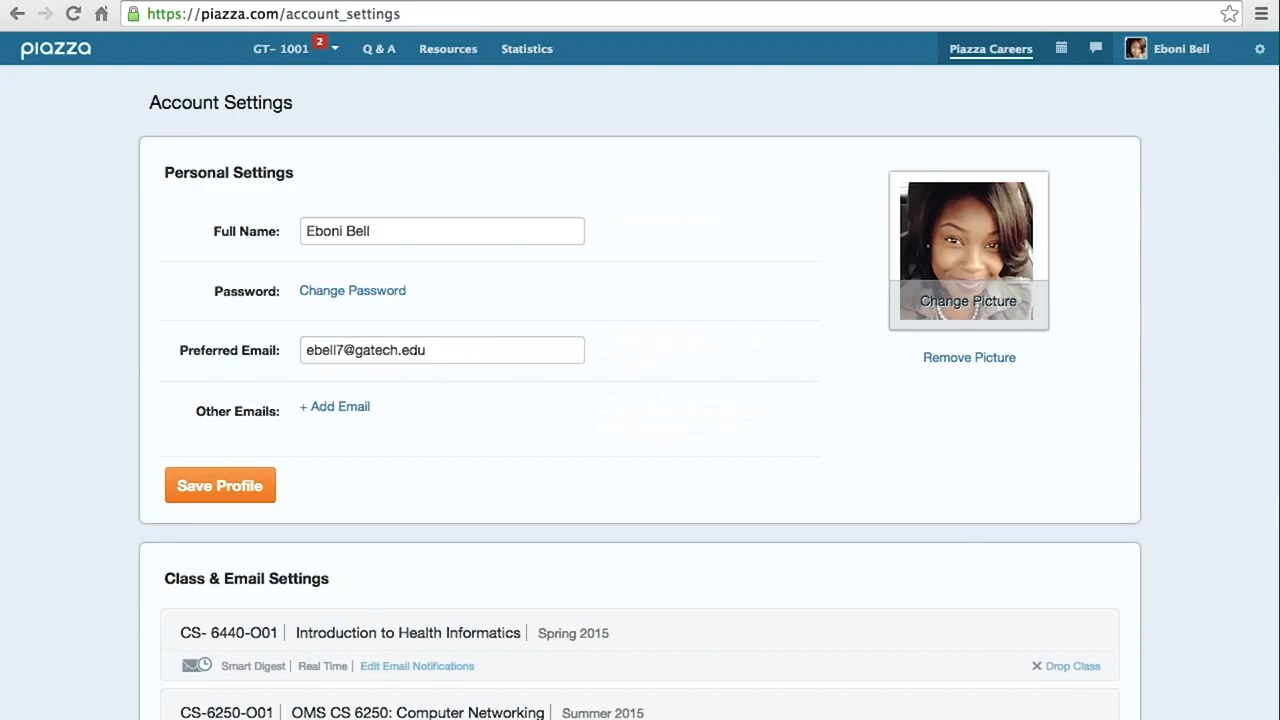 https://piazza.com/account_settings
piazza GT- 1001 2 Q & A Resources Statistics Piazza Careers Eboni Bell
Account Settings
Personal Settings
Full Name: Eboni Bell
Password: Change Password
Change Picture
Preferred Email: ebell7@gatech.edu
Remove Picture
Other Emails: + Add Email
Save Profile
Class & Email Settings
CS- 6440-O01 | Introduction to Health Informatics | Spring 2015
Smart Digest | Real Time | Edit Email Notifications
Drop Class
CS-6250-O01 | OMS CS 6250: Computer Networking | Summer 2015